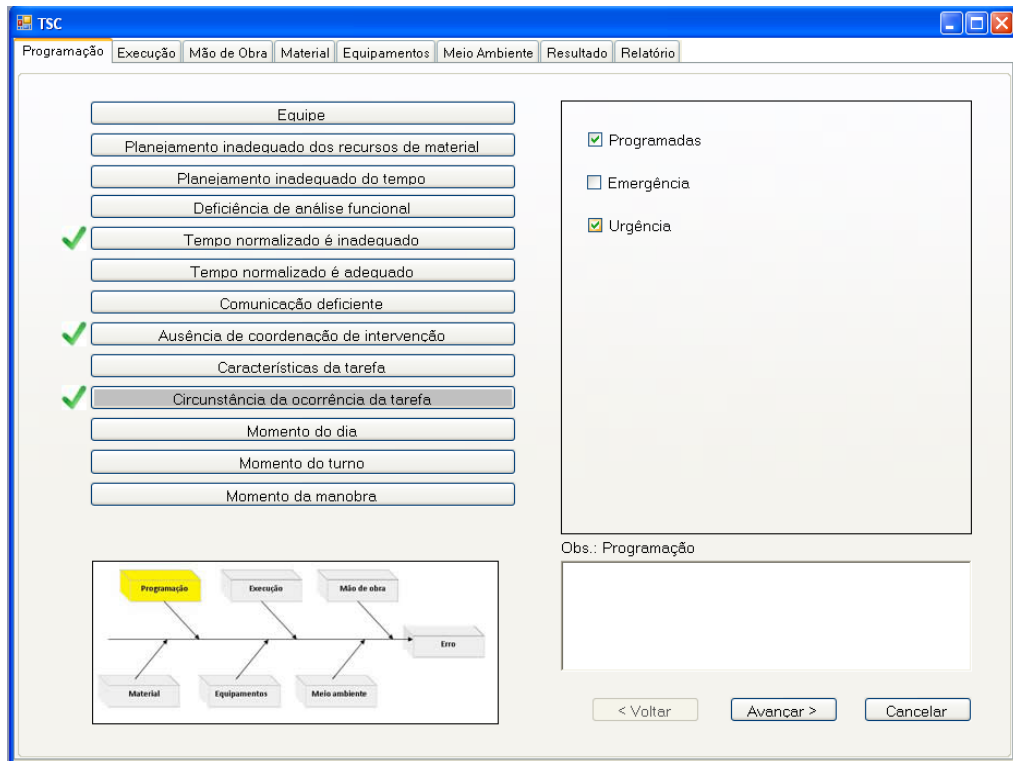 TSC
Programação Execução Mão de Obra Material Equipamentos Meio Ambiente Resultado Relatório
Equipe
Planejamento inadequado dos recursos de material
Planejamento inadequado do tempo
Deficiência de análise funcional
Tempo normalizado é inadequado
Tempo normalizado é adequado
Comunicação deficiente
Ausência de coordenação de intervenção
Características da tarefa
Circunstância da ocorrência da tarefa
Momento do dia
Momento do turno
Momento da manobra
Programadas
Emergência
Urgência
Obs.: Programação
Programação Execução Mão de obra
Erro
Material Equipamentos Meio ambiente
< Voltar Avançar > Cancelar